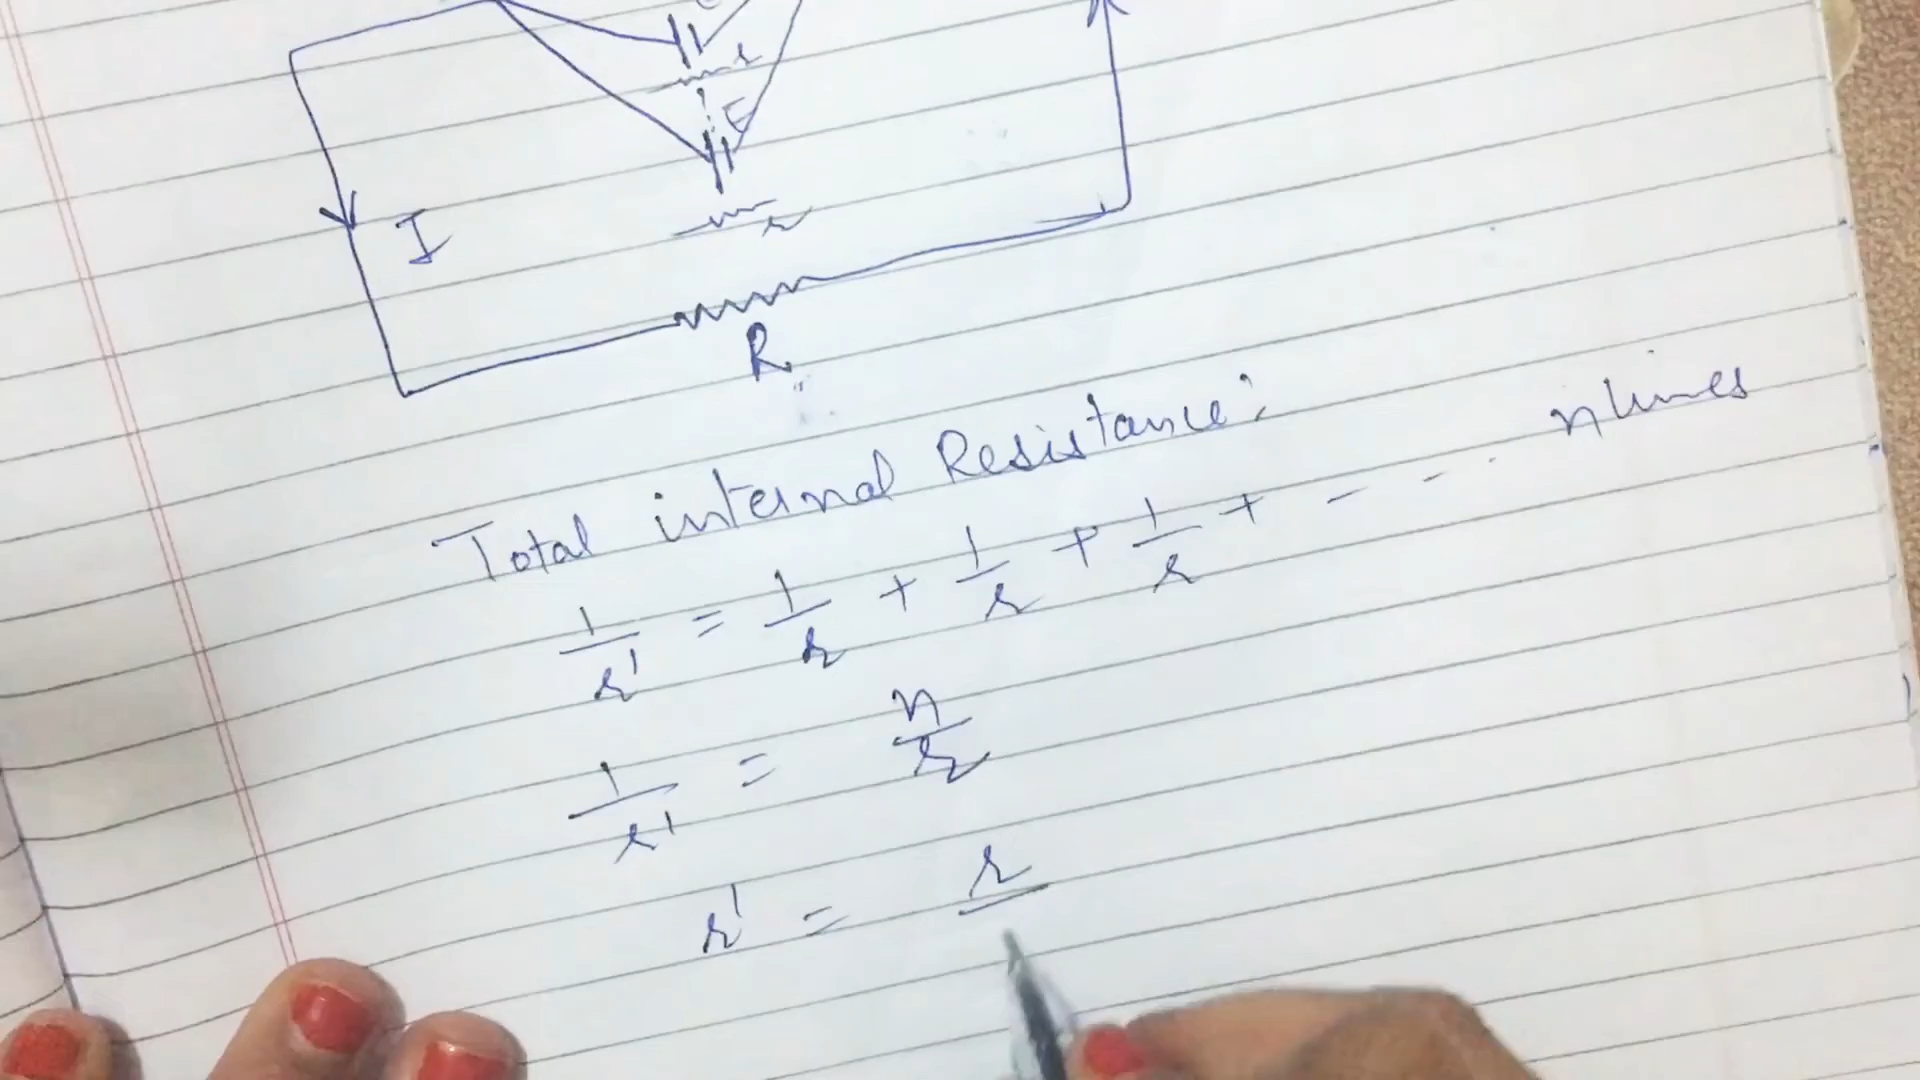 r
E
r
I
R
Total internal Resistance:
n times
1/r' = 1/r + 1/r + 1/r + - - .
1/r' = n/r
r' = r/